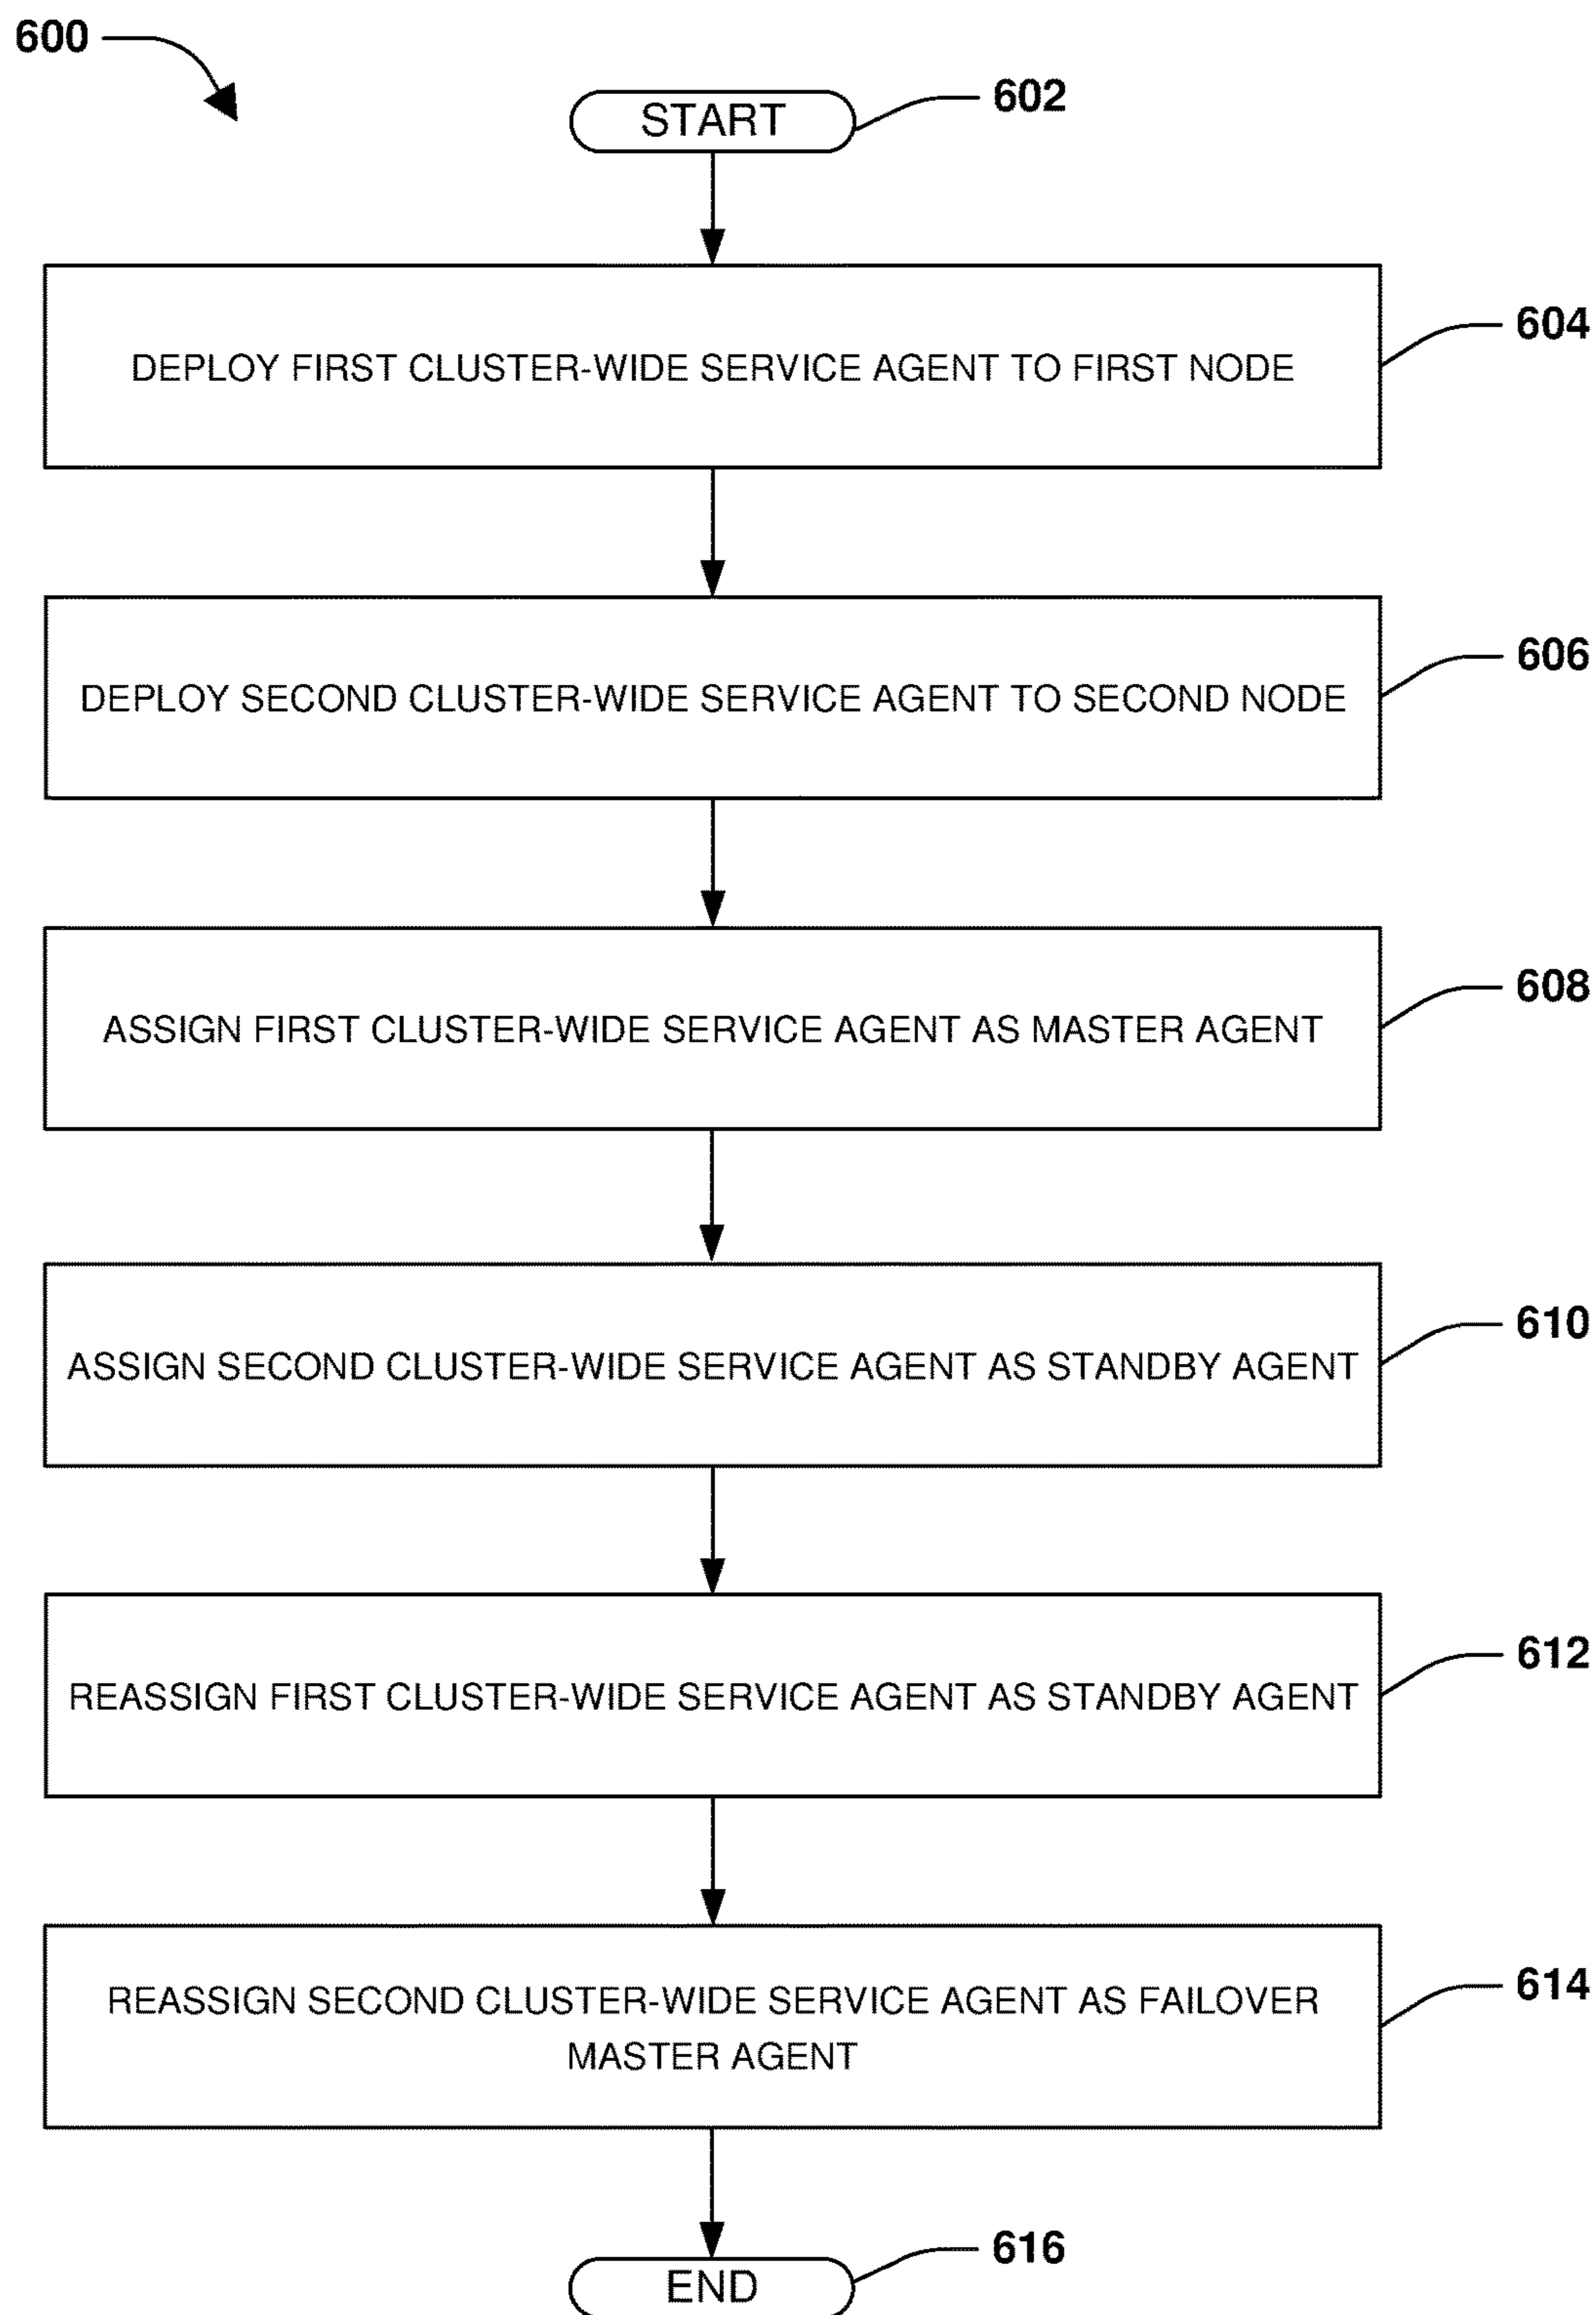 600
START
602
DEPLOY FIRST CLUSTER-WIDE SERVICE AGENT TO FIRST NODE
604
DEPLOY SECOND CLUSTER-WIDE SERVICE AGENT TO SECOND NODE
606
ASSIGN FIRST CLUSTER-WIDE SERVICE AGENT AS MASTER AGENT
608
ASSIGN SECOND CLUSTER-WIDE SERVICE AGENT AS STANDBY AGENT
610
REASSIGN FIRST CLUSTER-WIDE SERVICE AGENT AS STANDBY AGENT
612
REASSIGN SECOND CLUSTER-WIDE SERVICE AGENT AS FAILOVER
MASTER AGENT
614
END
616